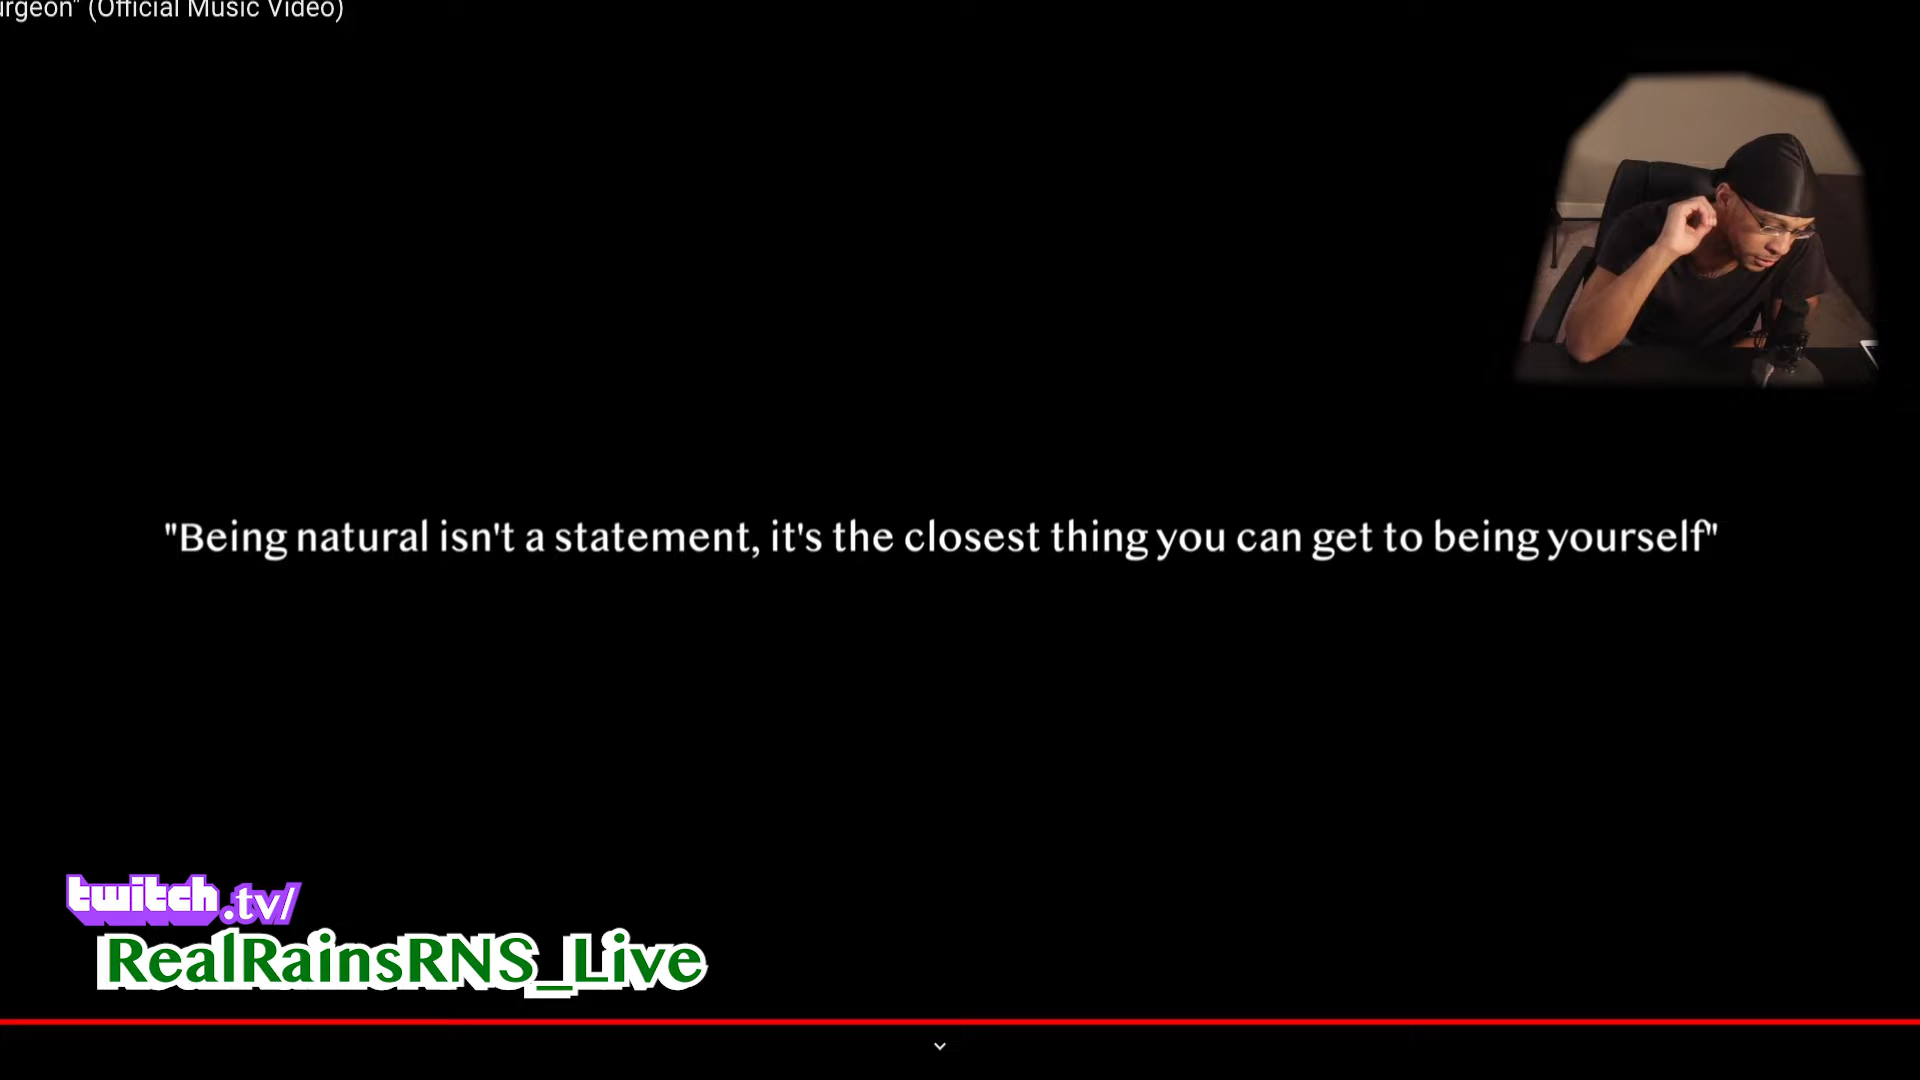 urgeon" (Official Music Video)
"Being natural isn't a statement, it's the closest thing you can get to being yourself"
twitch.tv/
RealRainsRNS_Live